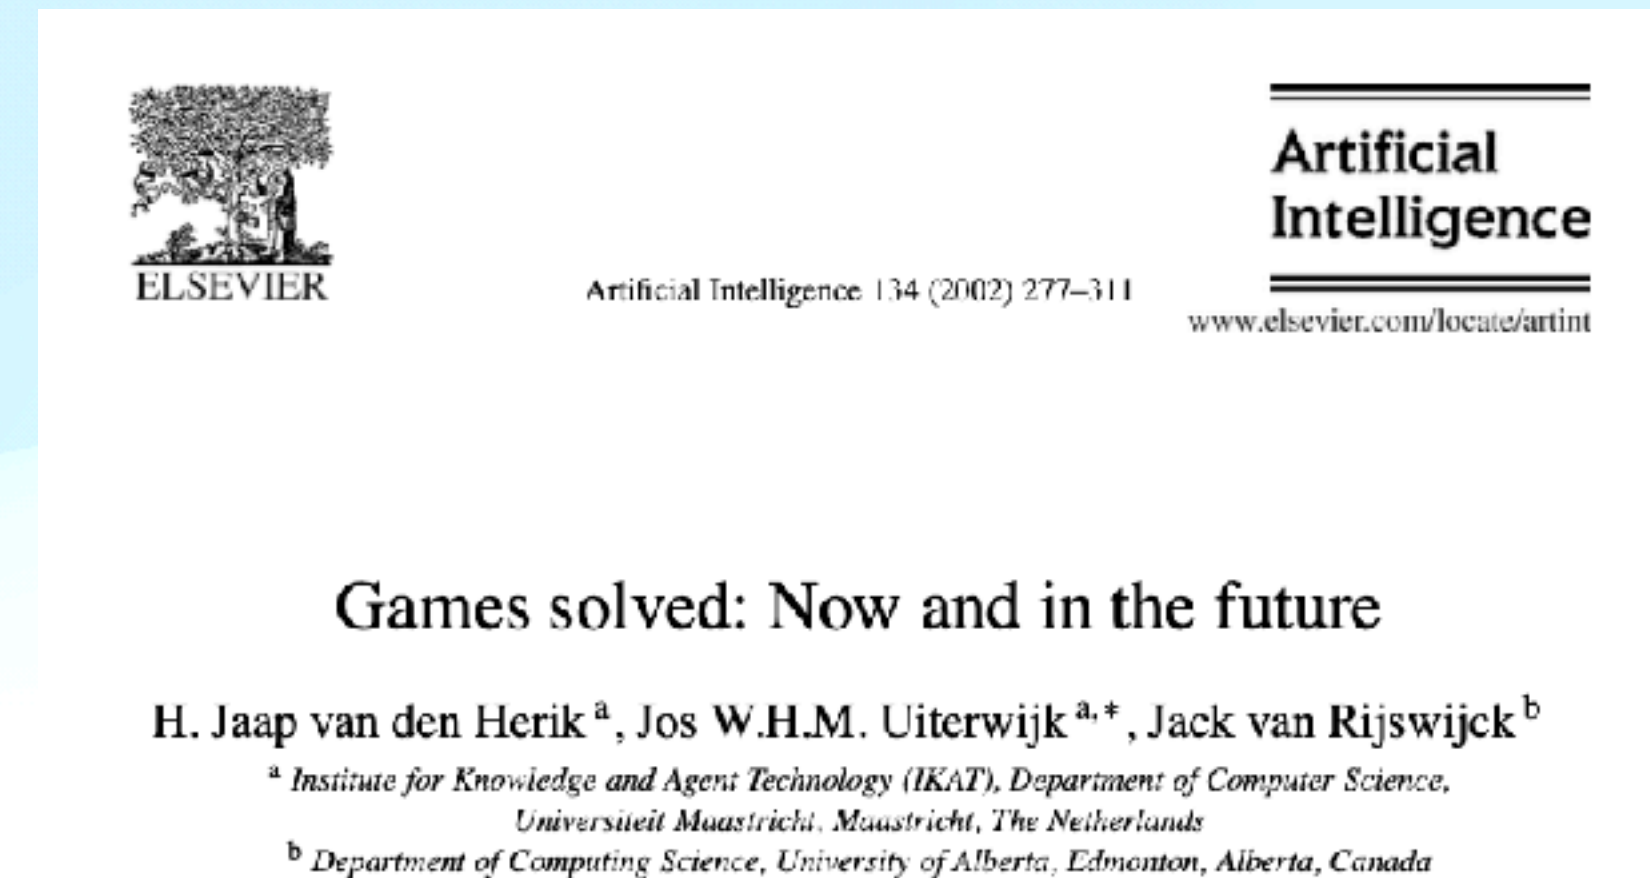 ELSEVIER
Artificial Intelligence 134 (2002) 277–311
Artificial
Intelligence
www.elsevier.com/locate/artint
Games solved: Now and in the future
H. Jaap van den Herik a, Jos W.H.M. Uiterwijk a,*, Jack van Rijswijck b
a Institute for Knowledge and Agent Technology (IKAT), Department of Computer Science,
Universiteit Maastricht, Maastricht, The Netherlands
b Department of Computing Science, University of Alberta, Edmonton, Alberta, Canada